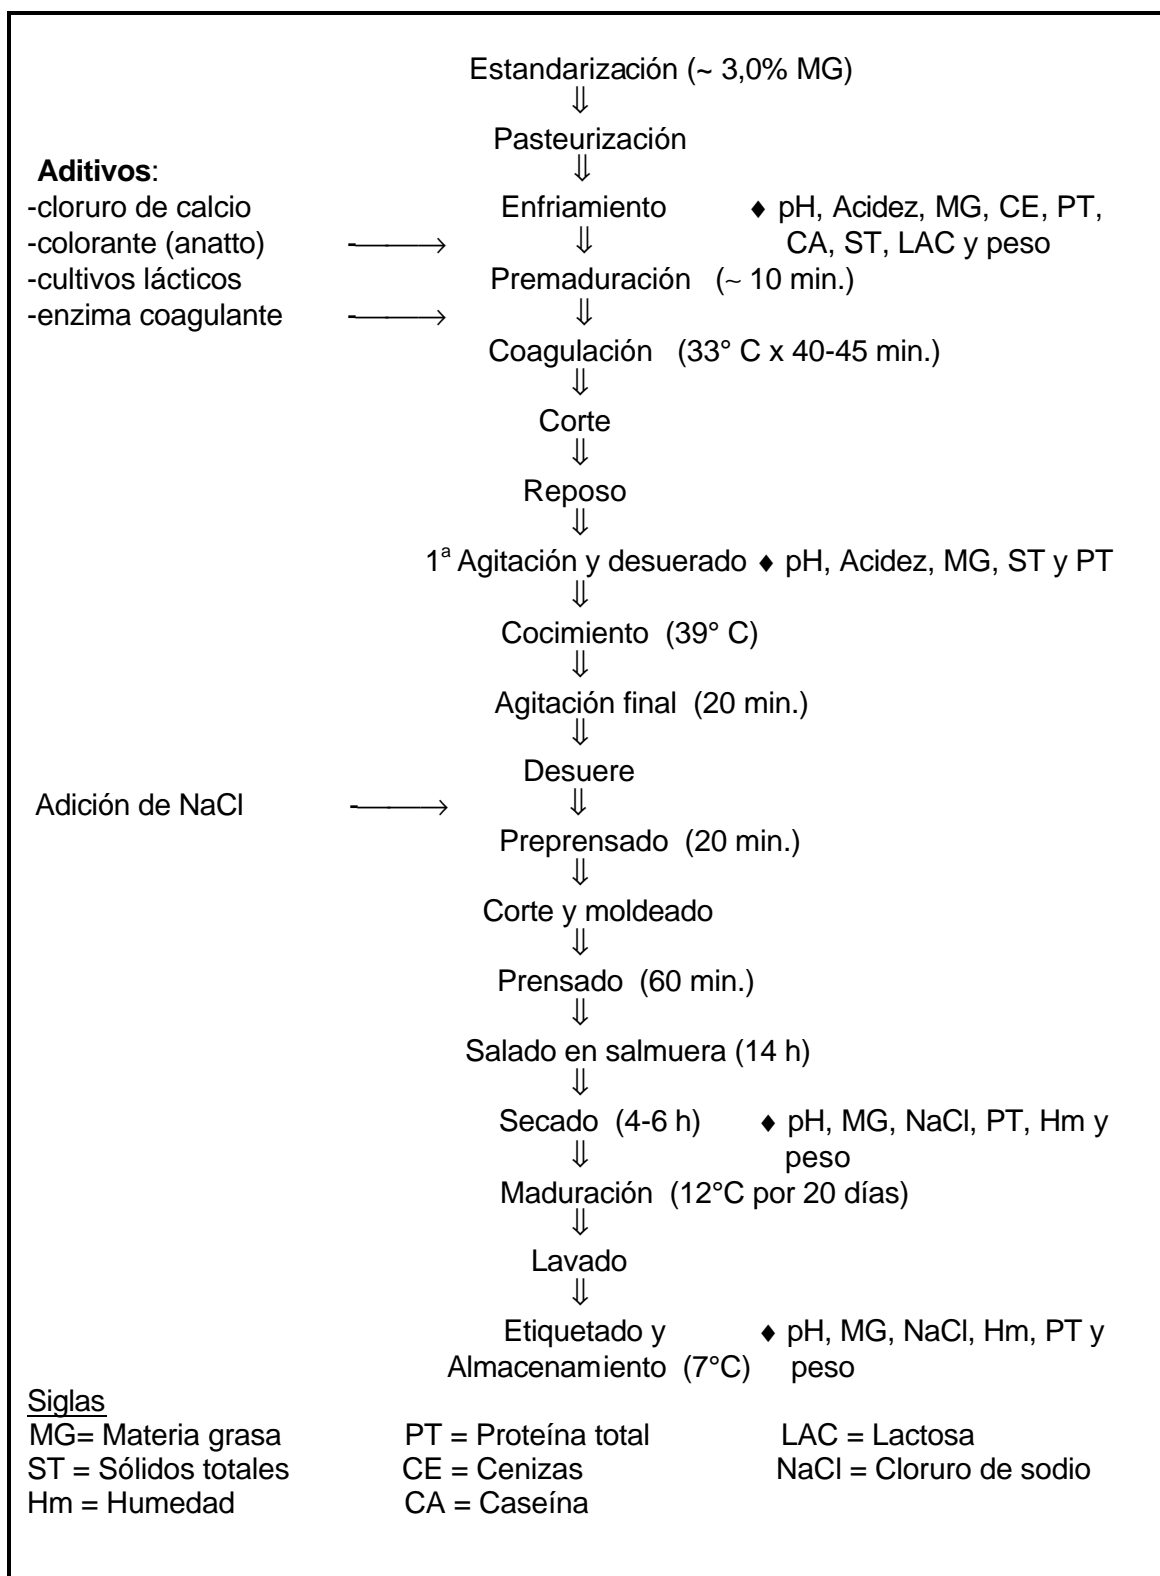 Estandarización (~ 3,0% MG)
⇓
Pasteurización
⇓
Aditivos:
-cloruro de calcio
-colorante (anatto) -⟶
-cultivos lácticos
-enzima coagulante -⟶
Enfriamiento ♦ pH, Acidez, MG, CE, PT,
⇓ CA, ST, LAC y peso
Premaduración (~ 10 min.)
⇓
Coagulación (33° C x 40-45 min.)
⇓
Corte
⇓
Reposo
⇓
1ª Agitación y desuerado ♦ pH, Acidez, MG, ST y PT
⇓
Cocimiento (39° C)
⇓
Agitación final (20 min.)
⇓
Desuere
Adición de NaCl -⟶ ⇓
Preprensado (20 min.)
⇓
Corte y moldeado
⇓
Prensado (60 min.)
⇓
Salado en salmuera (14 h)
⇓
Secado (4-6 h) ♦ pH, MG, NaCl, PT, Hm y
⇓ peso
Maduración (12°C por 20 días)
⇓
Lavado
⇓
Etiquetado y ♦ pH, MG, NaCl, Hm, PT y
Almacenamiento (7°C) peso
Siglas
MG= Materia grasa PT = Proteína total LAC = Lactosa
ST = Sólidos totales CE = Cenizas NaCl = Cloruro de sodio
Hm = Humedad CA = Caseína